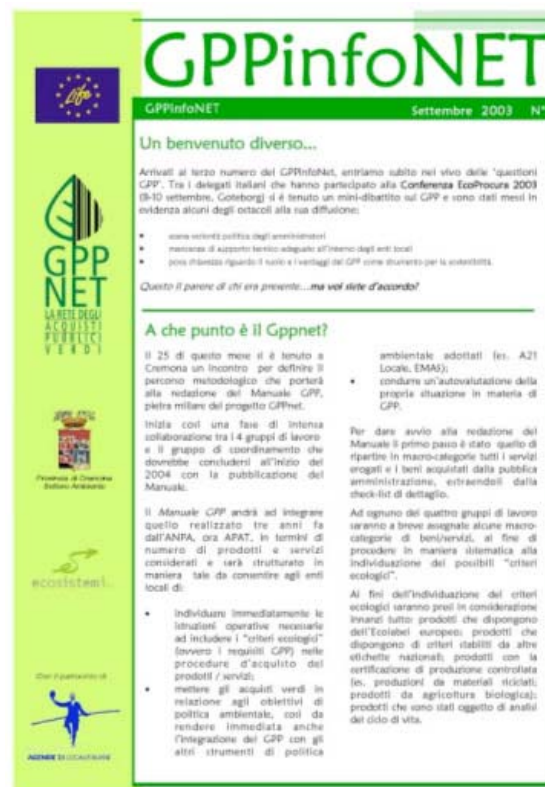 GPPinfoNET
GPPinfoNET Settembre 2003 N°
Life
GPP
NET
LA RETE DEGLI
ACQUISTI
PUBBLICI
VERDI
Provincia di Cremona
Settore Ambiente
ecosistemi
Con il patrocinio di
AGENDE 21 LOCALI ITALIANE
Un benvenuto diverso...
Arrivati al terzo numero del GPPinfoNet, entriamo subito nel vivo delle 'questioni
GPP'. Tra i delegati italiani che hanno partecipato alla Conferenza EcoProcura 2003
(8-10 settembre, Goteborg) si è tenuto un mini-dibattito sul GPP e sono stati messi in
evidenza alcuni degli ostacoli alla sua diffusione:
• scarsa volontà politica degli amministratori
• mancanza di supporto tecnico adeguato all'interno degli enti locali
• poca chiarezza riguardo il ruolo e i vantaggi del GPP come strumento per la sostenibilità.
Questo il parere di chi era presente...ma voi siete d'accordo?
A che punto è il Gppnet?
Il 25 di questo mese si è tenuto a
Cremona un incontro per definire il
percorso metodologico che porterà
alla redazione del Manuale GPP,
pietra miliare del progetto GPPnet.
Inizia così una fase di intensa
collaborazione tra i 4 gruppi di lavoro
e il gruppo di coordinamento che
dovrebbe concludersi all'inizio del
2004 con la pubblicazione del
Manuale.
Il Manuale GPP andrà ad integrare
quello realizzato tre anni fa
dall'ANPA, ora APAT, in termini di
numero di prodotti e servizi
considerati e sarà strutturato in
maniera tale da consentire agli enti
locali di:
• individuare immediatamente le
istruzioni operative necessarie
ad includere i "criteri ecologici"
(ovvero i requisiti GPP) nelle
procedure d'acquisto dei
prodotti / servizi;
• mettere gli acquisti verdi in
relazione agli obiettivi di
politica ambientale, così da
rendere immediata anche
l'integrazione del GPP con gli
altri strumenti di politica
ambientale adottati (es. A21
Locale, EMAS);
• condurre un'autovalutazione della
propria situazione in materia di
GPP.
Per dare avvio alla redazione del
Manuale il primo passo è stato quello di
ripartire in macro-categorie tutti i servizi
erogati e i beni acquistati dalla pubblica
amministrazione, estraendoli dalla
check-list di dettaglio.
Ad ognuno dei quattro gruppi di lavoro
saranno a breve assegnate alcune macro-
categorie di beni/servizi, al fine di
procedere in maniera sistematica alla
individuazione dei possibili "criteri
ecologici".
Ai fini dell'individuazione dei criteri
ecologici saranno presi in considerazione
innanzi tutto: prodotti che dispongono
dell'Ecolabel europeo; prodotti che
dispongono di criteri stabiliti da altre
etichette nazionali; prodotti con la
certificazione di produzione controllata
(es. produzioni da materiali riciclati;
prodotti da agricoltura biologica);
prodotti che sono stati oggetto di analisi
del ciclo di vita.